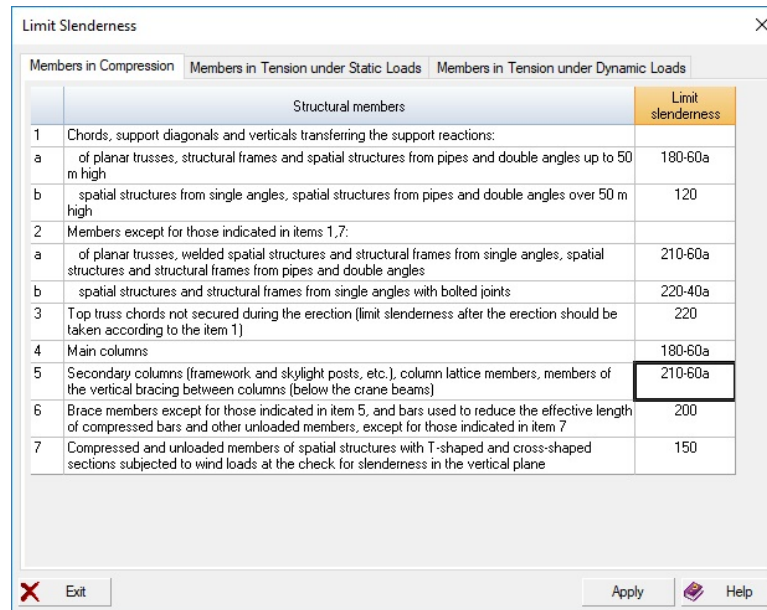 Limit Slenderness
Members in Compression Members in Tension under Static Loads Members in Tension under Dynamic Loads
Structural members Limit
slenderness
1 Chords, support diagonals and verticals transferring the support reactions:
a of planar trusses, structural frames and spatial structures from pipes and double angles up to 50 180-60a
m high
b spatial structures from single angles, spatial structures from pipes and double angles over 50 m 120
high
2 Members except for those indicated in items 1,7:
a of planar trusses, welded spatial structures and structural frames from single angles, spatial 210-60a
structures and structural frames from pipes and double angles
b spatial structures and structural frames from single angles with bolted joints 220-40a
3 Top truss chords not secured during the erection (limit slenderness after the erection should be 220
taken according to the item 1)
4 Main columns 180-60a
5 Secondary columns (framework and skylight posts, etc.), column lattice members, members of 210-60a
the vertical bracing between columns (below the crane beams)
6 Brace members except for those indicated in item 5, and bars used to reduce the effective length 200
of compressed bars and other unloaded members, except for those indicated in item 7
7 Compressed and unloaded members of spatial structures with T-shaped and cross-shaped 150
sections subjected to wind loads at the check for slenderness in the vertical plane
Exit Apply Help